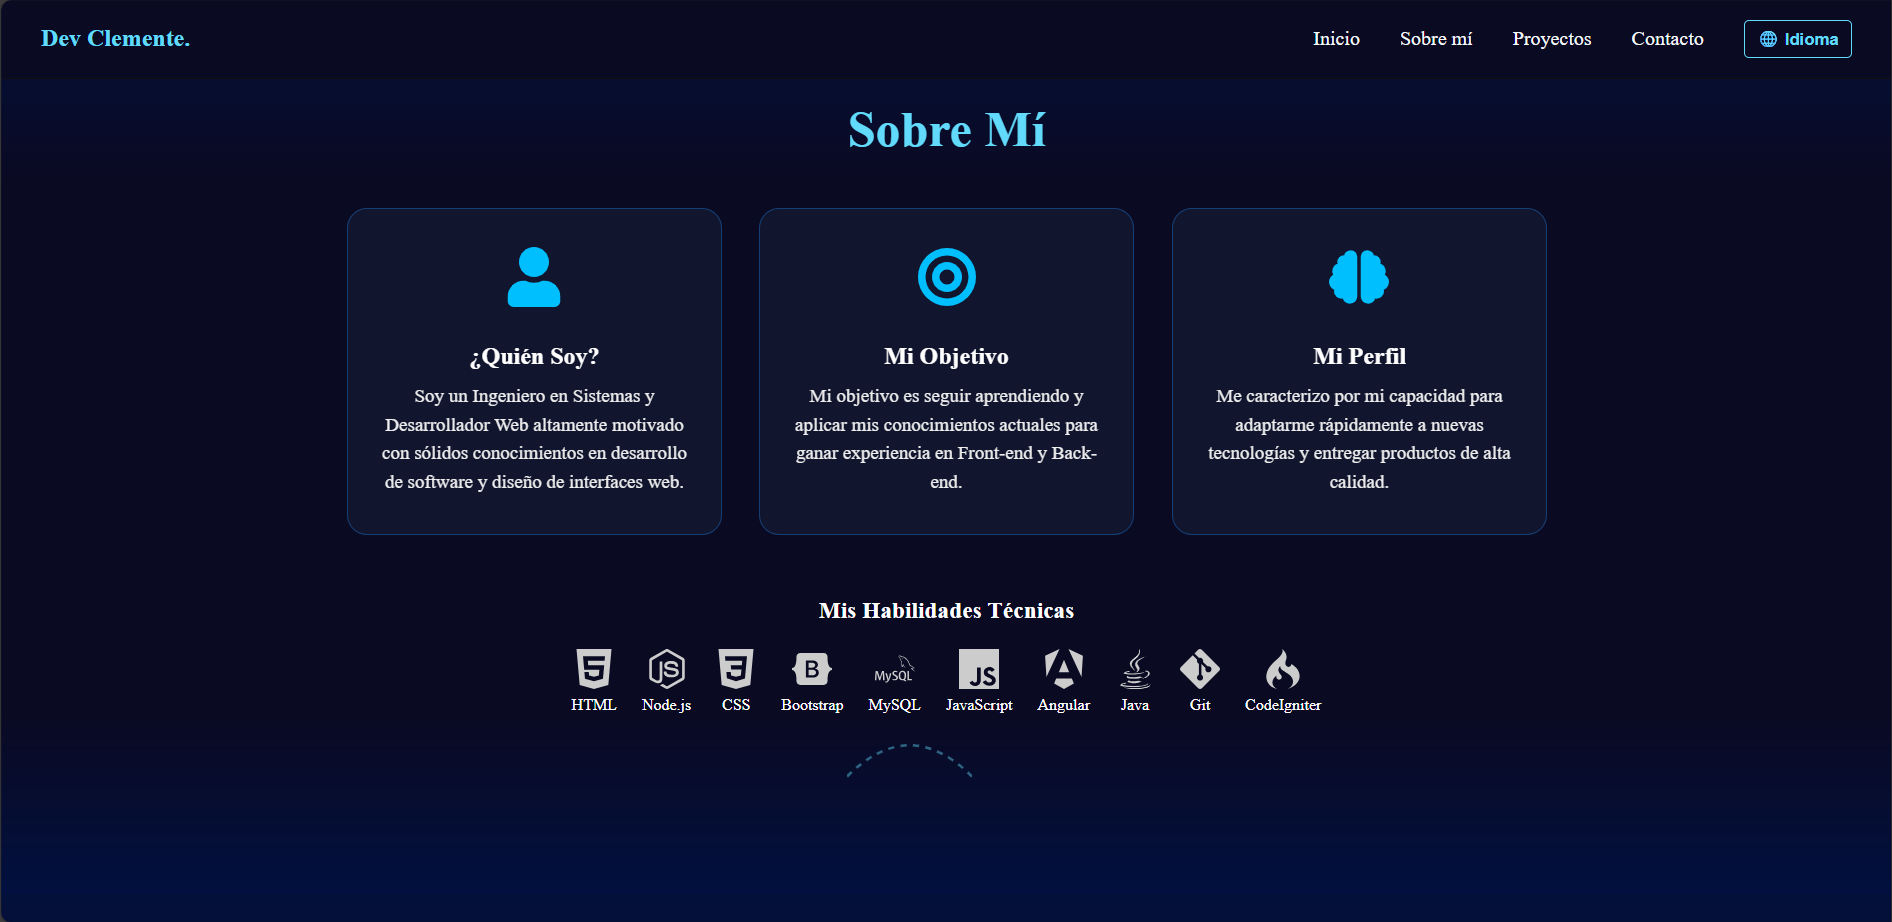 Dev Clemente.
Inicio
Sobre mí
Proyectos
Contacto
Idioma
Sobre Mí
¿Quién Soy?
Soy un Ingeniero en Sistemas y
Desarrollador Web altamente motivado
con sólidos conocimientos en desarrollo
de software y diseño de interfaces web.
Mi Objetivo
Mi objetivo es seguir aprendiendo y
aplicar mis conocimientos actuales para
ganar experiencia en Front-end y Back-
end.
Mi Perfil
Me caracterizo por mi capacidad para
adaptarme rápidamente a nuevas
tecnologías y entregar productos de alta
calidad.
Mis Habilidades Técnicas
5
JS
3
B
MySQL
JS
HTML
Node.js
CSS
Bootstrap
MySQL
JavaScript
Angular
Java
Git
CodeIgniter